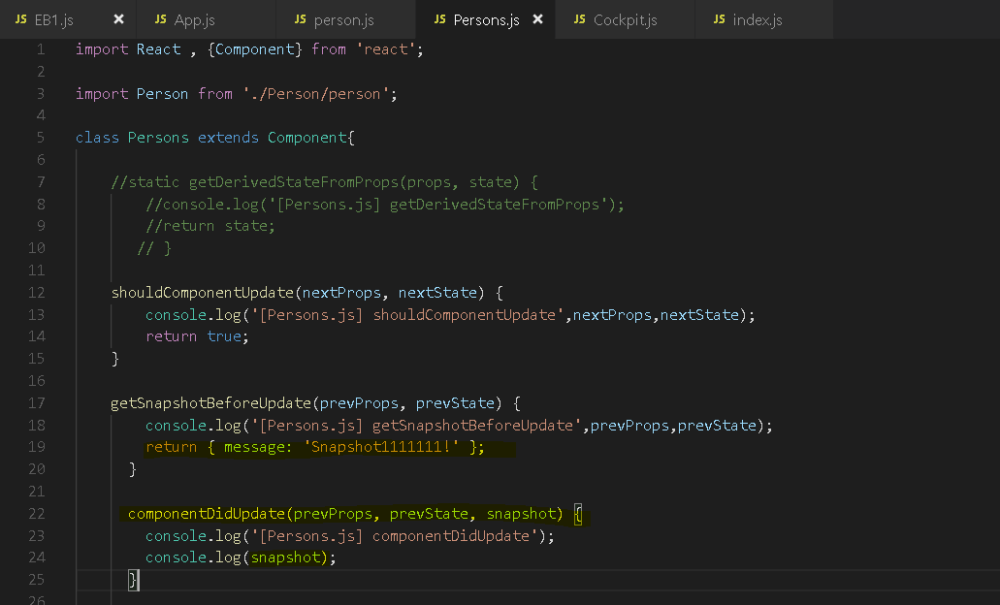 JS EB1.js × JS App.js JS person.js JS Persons.js × JS Cockpit.js JS index.js
1 import React , {Component} from 'react';
2
3 import Person from './Person/person';
4
5 class Persons extends Component{
6
7 //static getDerivedStateFromProps(props, state) {
8 //console.log('[Persons.js] getDerivedStateFromProps');
9 //return state;
10 // }
11
12 shouldComponentUpdate(nextProps, nextState) {
13 console.log('[Persons.js] shouldComponentUpdate',nextProps,nextState);
14 return true;
15 }
16
17 getSnapshotBeforeUpdate(prevProps, prevState) {
18 console.log('[Persons.js] getSnapshotBeforeUpdate',prevProps,prevState);
19 return { message: 'Snapshot1111111!' };
20 }
21
22 componentDidUpdate(prevProps, prevState, snapshot) {
23 console.log('[Persons.js] componentDidUpdate');
24 console.log(snapshot);
25 }
26